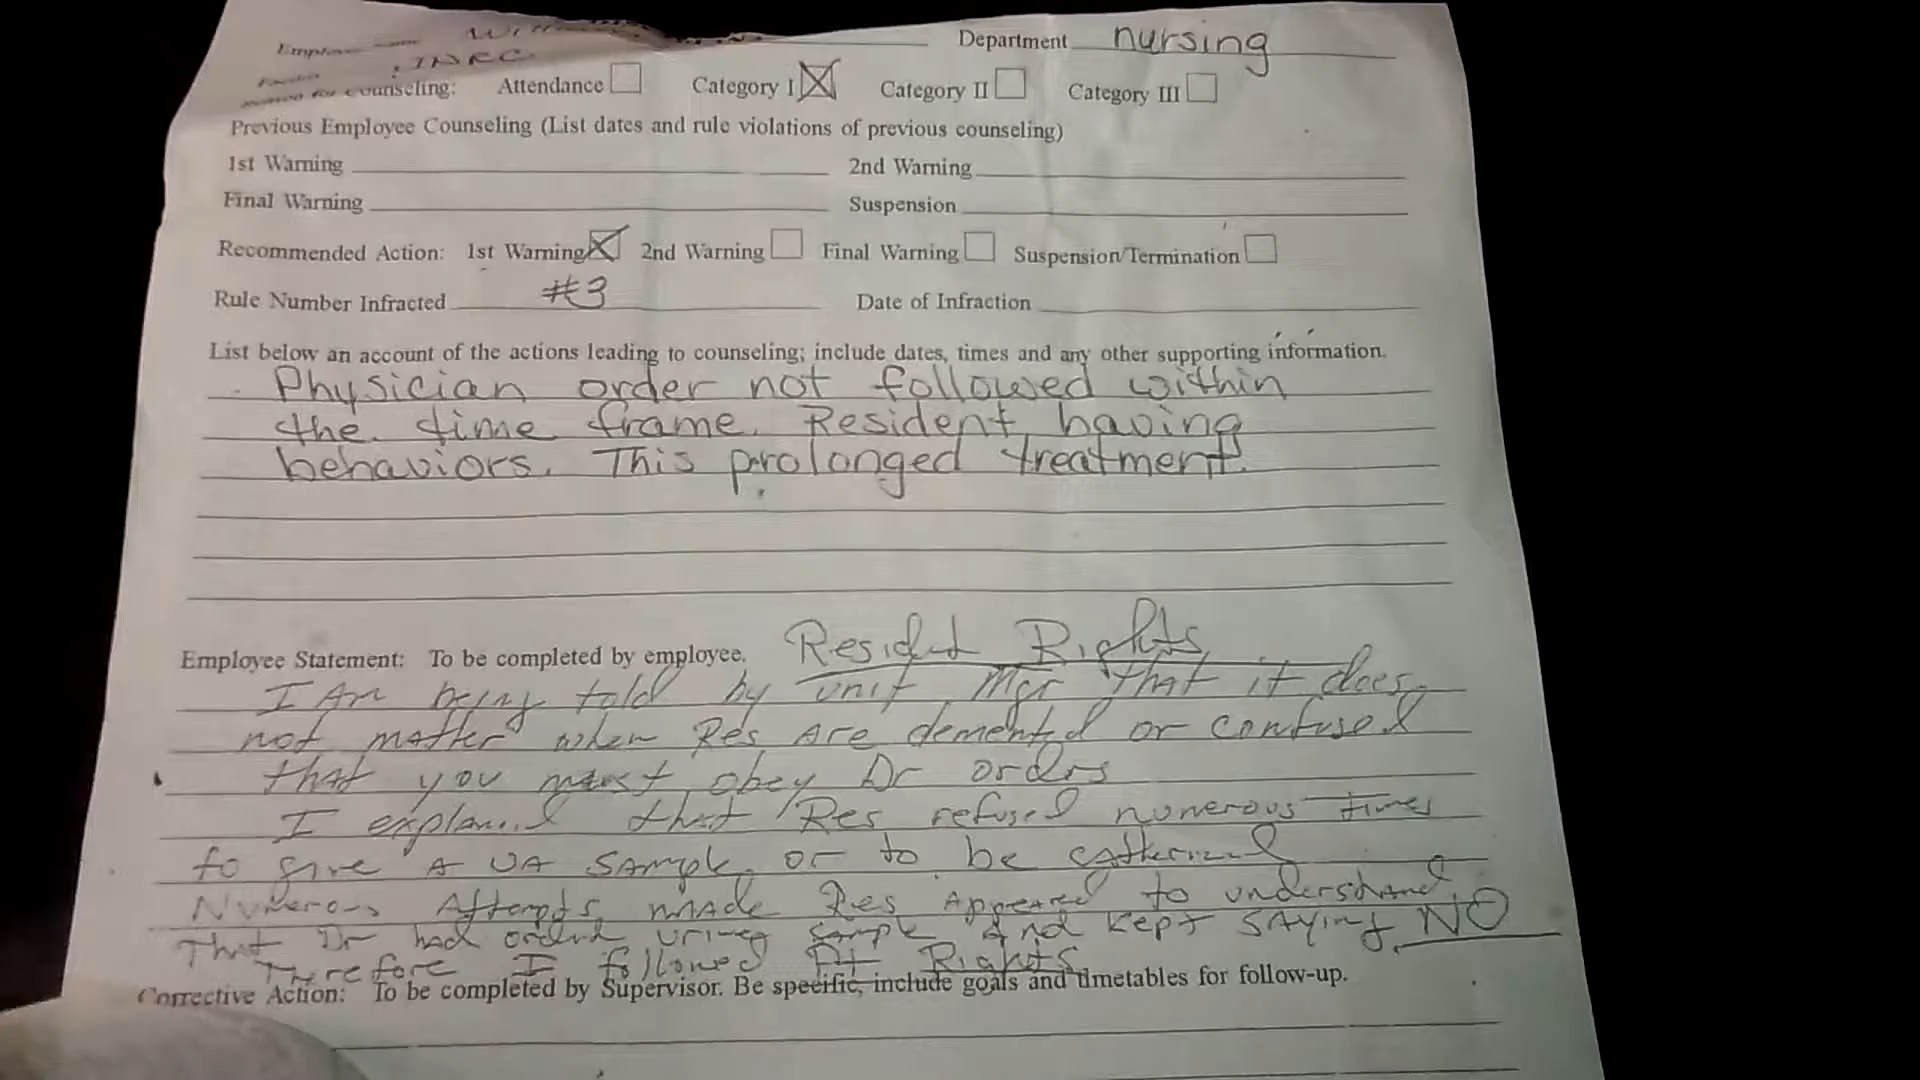 Employee name Department nursing
Reason for Counseling: Attendance Category I Category II Category III
Previous Employee Counseling (List dates and rule violations of previous counseling)
1st Warning 2nd Warning
Final Warning Suspension
Recommended Action: 1st Warning 2nd Warning Final Warning Suspension/Termination
Rule Number Infracted #3 Date of Infraction
List below an account of the actions leading to counseling; include dates, times and any other supporting information.
Physician order not followed within
the time frame. Resident having
behaviors. This prolonged treatment.
Employee Statement: To be completed by employee. Resident Rights
I Am being told by unit Mgr that it does
not matter when Res Are demented or confused
that you must obey Dr orders
I explained that Res refused numerous times
to give A UA SAmple or to be catherized
Numerous Attempts made Res Appeared to understand
That Dr had ordered urine sample And kept SAying NO
Therefore I followed Pt Rights
Corrective Action: To be completed by Supervisor. Be specific, include goals and timetables for follow-up.